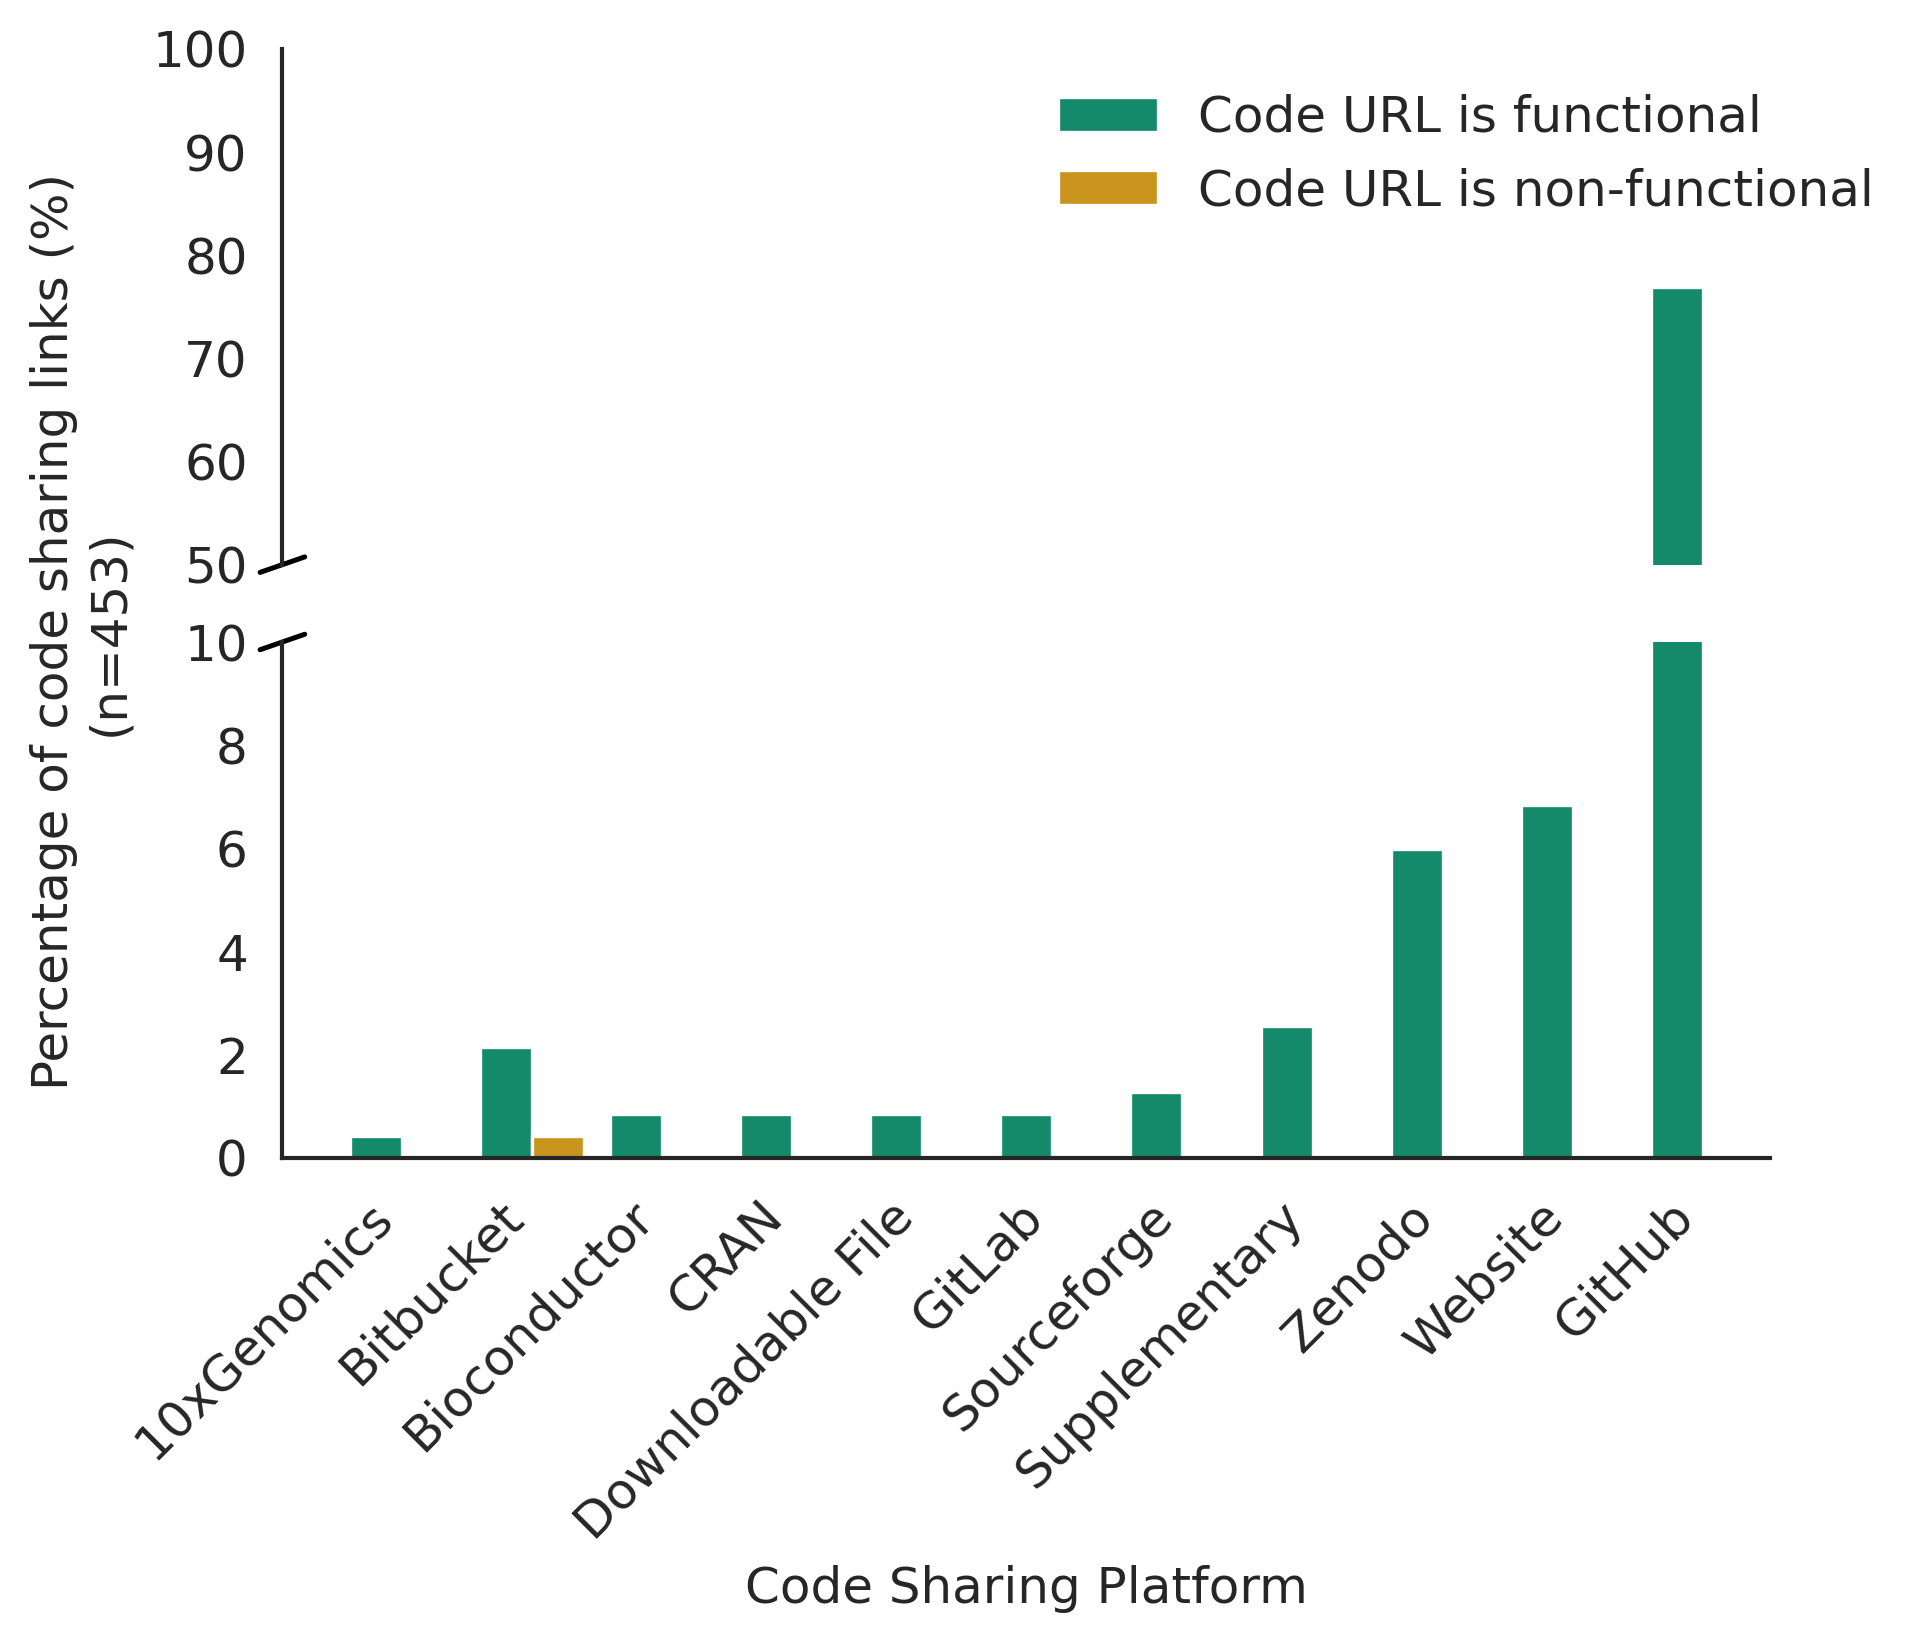 100
90
80
70
60
50
10
8
6
4
2
0
Percentage of code sharing links (%)
(n=453)
Code URL is functional
Code URL is non-functional
10xGenomics
Bitbucket
Bioconductor
CRAN
Downloadable File
GitLab
Sourceforge
Supplementary
Zenodo
Website
GitHub
Code Sharing Platform